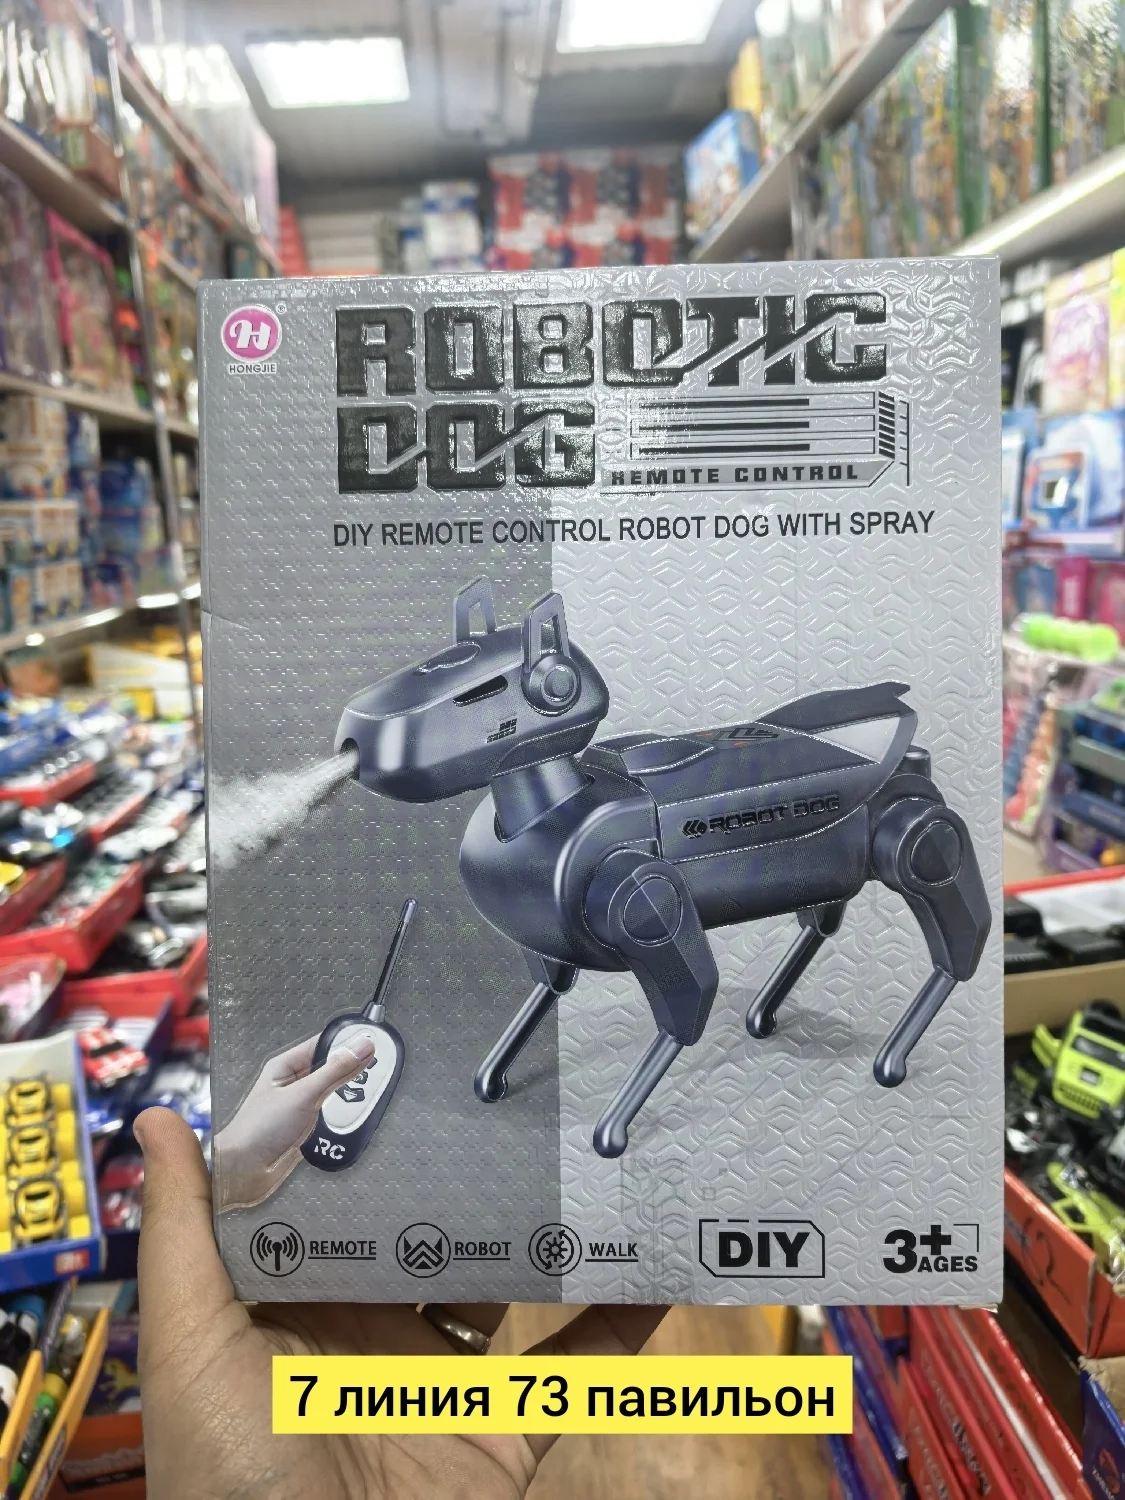 HONGJIE
ROBOTIC
DOG
REMOTE CONTROL
DIY REMOTE CONTROL ROBOT DOG WITH SPRAY
ROBOT DOG
RC
REMOTE
ROBOT
WALK
DIY
3+
AGES
7 линия 73 павильон